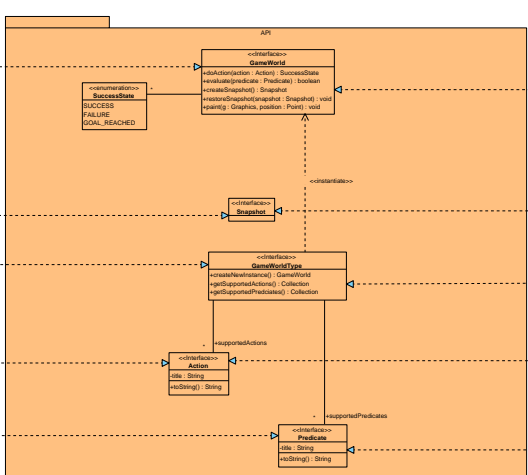 API
<<Interface>>
GameWorld
+doAction(action : Action) : SuccessState
+evaluate(predicate : Predicate) : boolean
+createSnapshot() : Snapshot
+restoreSnapshot(snapshot : Snapshot) : void
+paint(g : Graphics, position : Point) : void
<<enumeration>>
SuccessState
SUCCESS
FAILURE
GOAL_REACHED
*
<<instantiate>>
<<Interface>>
Snapshot
<<Interface>>
GameWorldType
+createNewInstance() : GameWorld
+getSupportedActions() : Collection
+getSupportedPredciates() : Collection
* +supportedActions
<<Interface>>
Action
-title : String
+toString() : String
* +supportedPredicates
<<Interface>>
Predicate
-title : String
+toString() : String